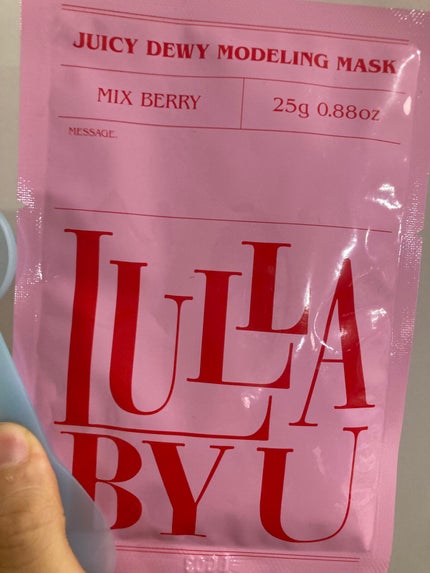 JUICY DEWY MODELING MASK
MIX BERRY
25g 0.88oz
MESSAGE.
LULLA
BYU